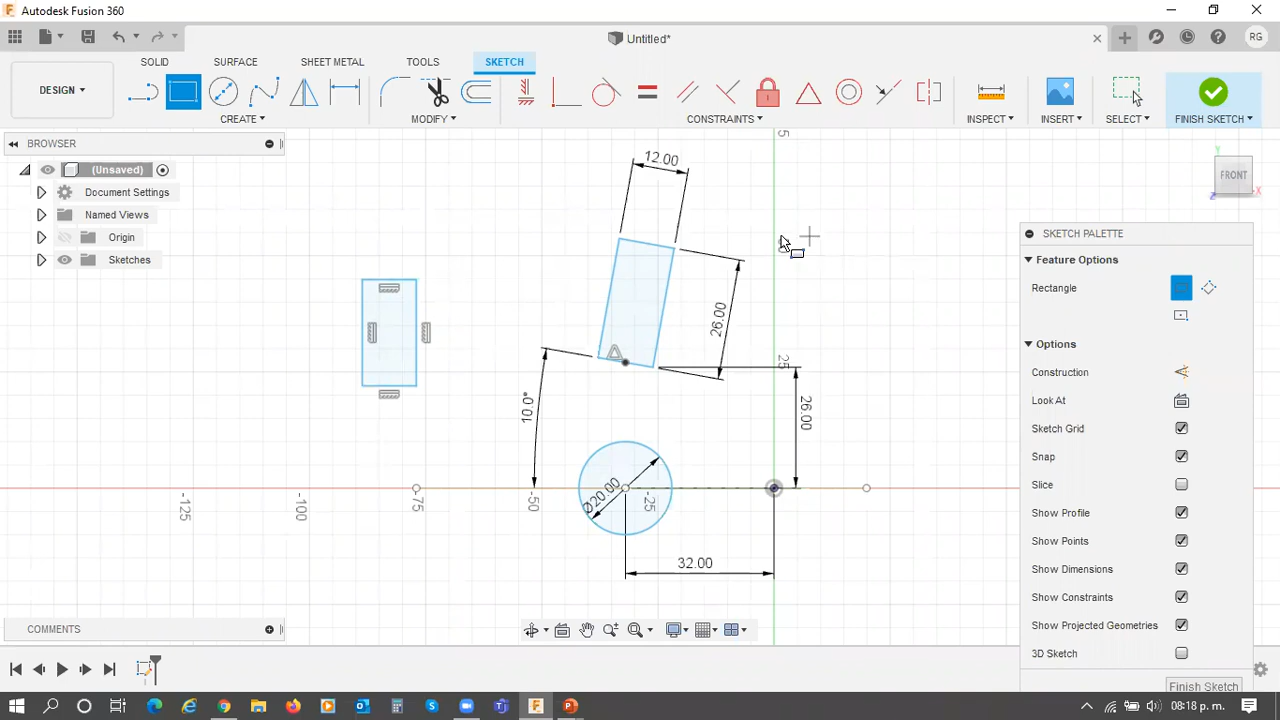 Autodesk Fusion 360
Untitled*
RG
DESIGN
SOLID
SURFACE
SHEET METAL
TOOLS
SKETCH
CREATE
MODIFY
CONSTRAINTS
INSPECT
INSERT
SELECT
FINISH SKETCH
BROWSER
(Unsaved)
Document Settings
Named Views
Origin
Sketches
12.00
26.00
10.0°
26.00
Ø20.00
32.00
-125
-100
-75
-50
-25
25
FRONT
SKETCH PALETTE
Feature Options
Rectangle
Options
Construction
Look At
Sketch Grid
Snap
Slice
Show Profile
Show Points
Show Dimensions
Show Constraints
Show Projected Geometries
3D Sketch
Finish Sketch
COMMENTS
08:18 p. m.